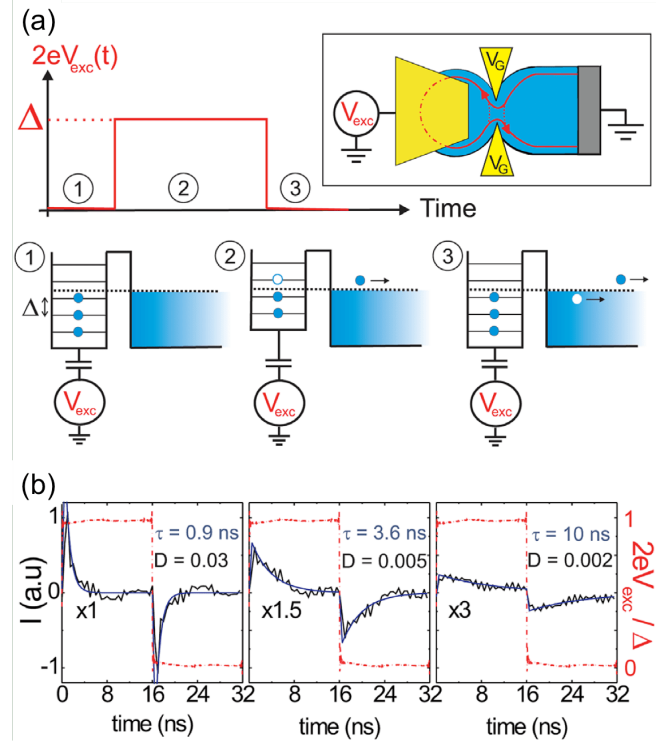 (a)
2eV_exc(t)
Δ
1
2
3
Time
V_exc
V_G
V_G
1
Δ
V_exc
2
V_exc
3
V_exc
(b)
I (a.u)
1
0
-1
τ = 0.9 ns
D = 0.03
x1
τ = 3.6 ns
D = 0.005
x1.5
τ = 10 ns
D = 0.002
x3
1
0
2eV_exc / Δ
0 8 16 24 32
8 16 24 32
8 16 24 32
time (ns)
time (ns)
time (ns)